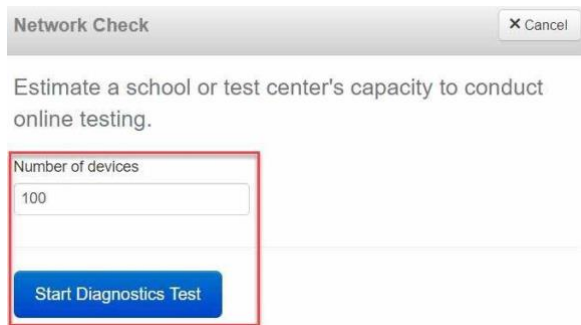 Network Check
X Cancel
Estimate a school or test center's capacity to conduct
online testing.
Number of devices
100
Start Diagnostics Test